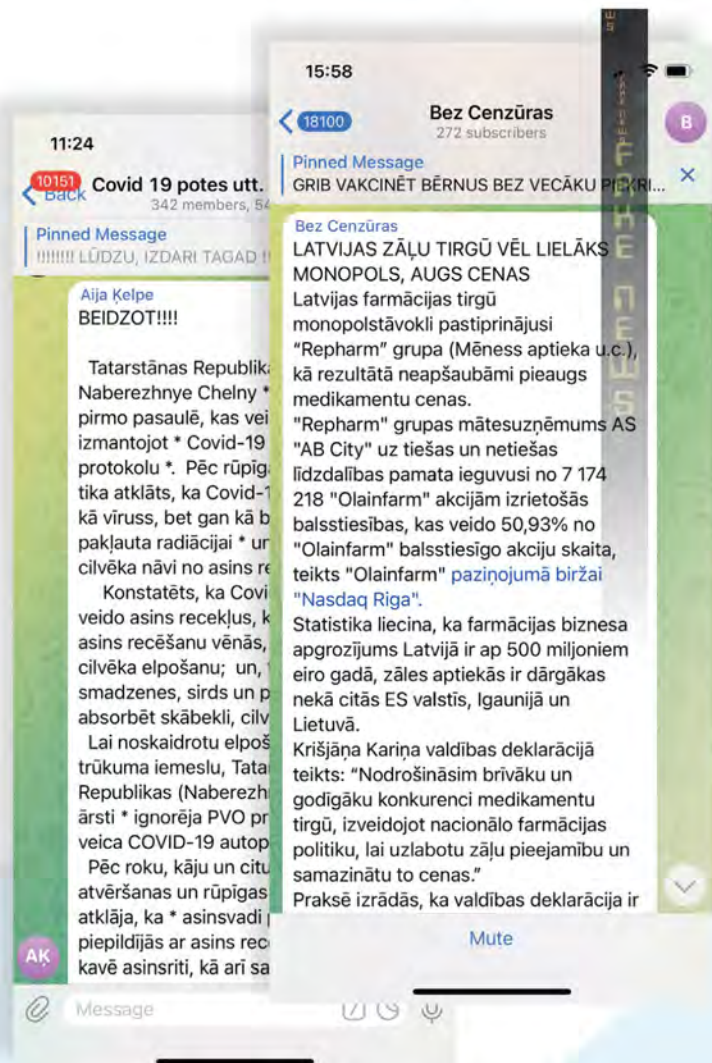 11:24
10151
Back
Covid 19 potes utt.
342 members, 54
Pinned Message
!!!!!!!! LŪDZU, IZDARI TAGAD !!
Aija Ķelpe
BEIDZOT!!!!
Tatarstānas Republika
Naberezhnye Chelny *
pirmo pasaulē, kas vei
izmantojot * Covid-19
protokolu *. Pēc rūpīg
tika atklāts, ka Covid-1
kā vīruss, bet gan kā b
pakļauta radiācijai * un
cilvēka nāvi no asins re
Konstatēts, ka Covi
veido asins recekļus, k
asins recēšanu vēnās,
cilvēka elpošanu; un,
smadzenes, sirds un p
absorbēt skābekli, cilv
Lai noskaidrotu elpoš
trūkuma iemeslu, Tata
Republikas (Naberezh
ārsti * ignorēja PVO pr
veica COVID-19 autop
Pēc roku, kāju un citu
atvēršanas un rūpīgas
atklāja, ka * asinsvadi
piepildījās ar asins rec
kavē asinsriti, kā arī sa
AĶ
Message
15:58
18100
Bez Cenzūras
272 subscribers
B
Pinned Message
GRIB VAKCINĒT BĒRNUS BEZ VECĀKU PIEKRI...
Bez Cenzūras
LATVIJAS ZĀĻU TIRGŪ VĒL LIELĀKS
MONOPOLS, AUGS CENAS
Latvijas farmācijas tirgū
monopolstāvokli pastiprinājusi
“Repharm” grupa (Mēness aptieka u.c.),
kā rezultātā neapšaubāmi pieaugs
medikamentu cenas.
"Repharm" grupas mātesuzņēmums AS
"AB City" uz tiešas un netiešas
līdzdalības pamata ieguvusi no 7 174
218 "Olainfarm" akcijām izrietošās
balsstiesības, kas veido 50,93% no
"Olainfarm" balsstiesīgo akciju skaita,
teikts "Olainfarm" paziņojumā biržai
"Nasdaq Riga".
Statistika liecina, ka farmācijas biznesa
apgrozījums Latvijā ir ap 500 miljoniem
eiro gadā, zāles aptiekās ir dārgākas
nekā citās ES valstīs, Igaunijā un
Lietuvā.
Krišjāņa Kariņa valdības deklarācijā
teikts: “Nodrošināsim brīvāku un
godīgāku konkurenci medikamentu
tirgū, izveidojot nacionālo farmācijas
politiku, lai uzlabotu zāļu pieejamību un
samazinātu to cenas.”
Praksē izrādās, ka valdības deklarācija ir
Mute